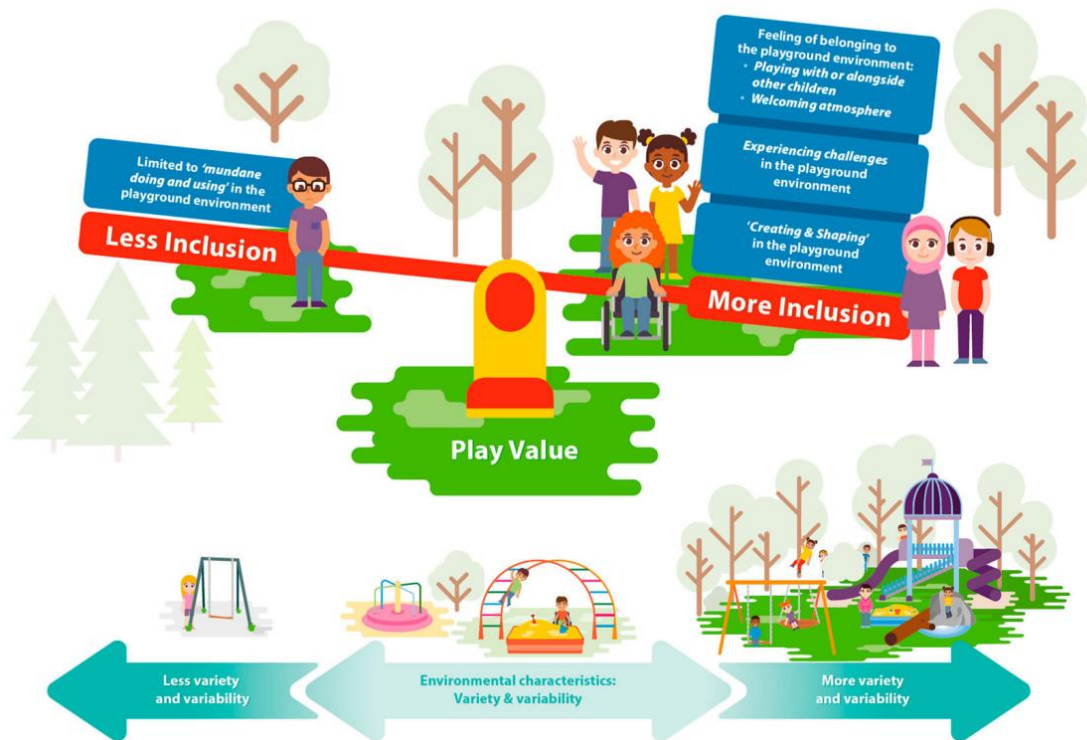 Feeling of belonging to
the playground environment:
• Playing with or alongside
other children
• Welcoming atmosphere
Experiencing challenges
in the playground
environment
'Creating & Shaping'
in the playground
environment
Limited to 'mundane
doing and using' in the
playground environment
Less Inclusion
More Inclusion
Play Value
Less variety
and variability
Environmental characteristics:
Variety & variability
More variety
and variability